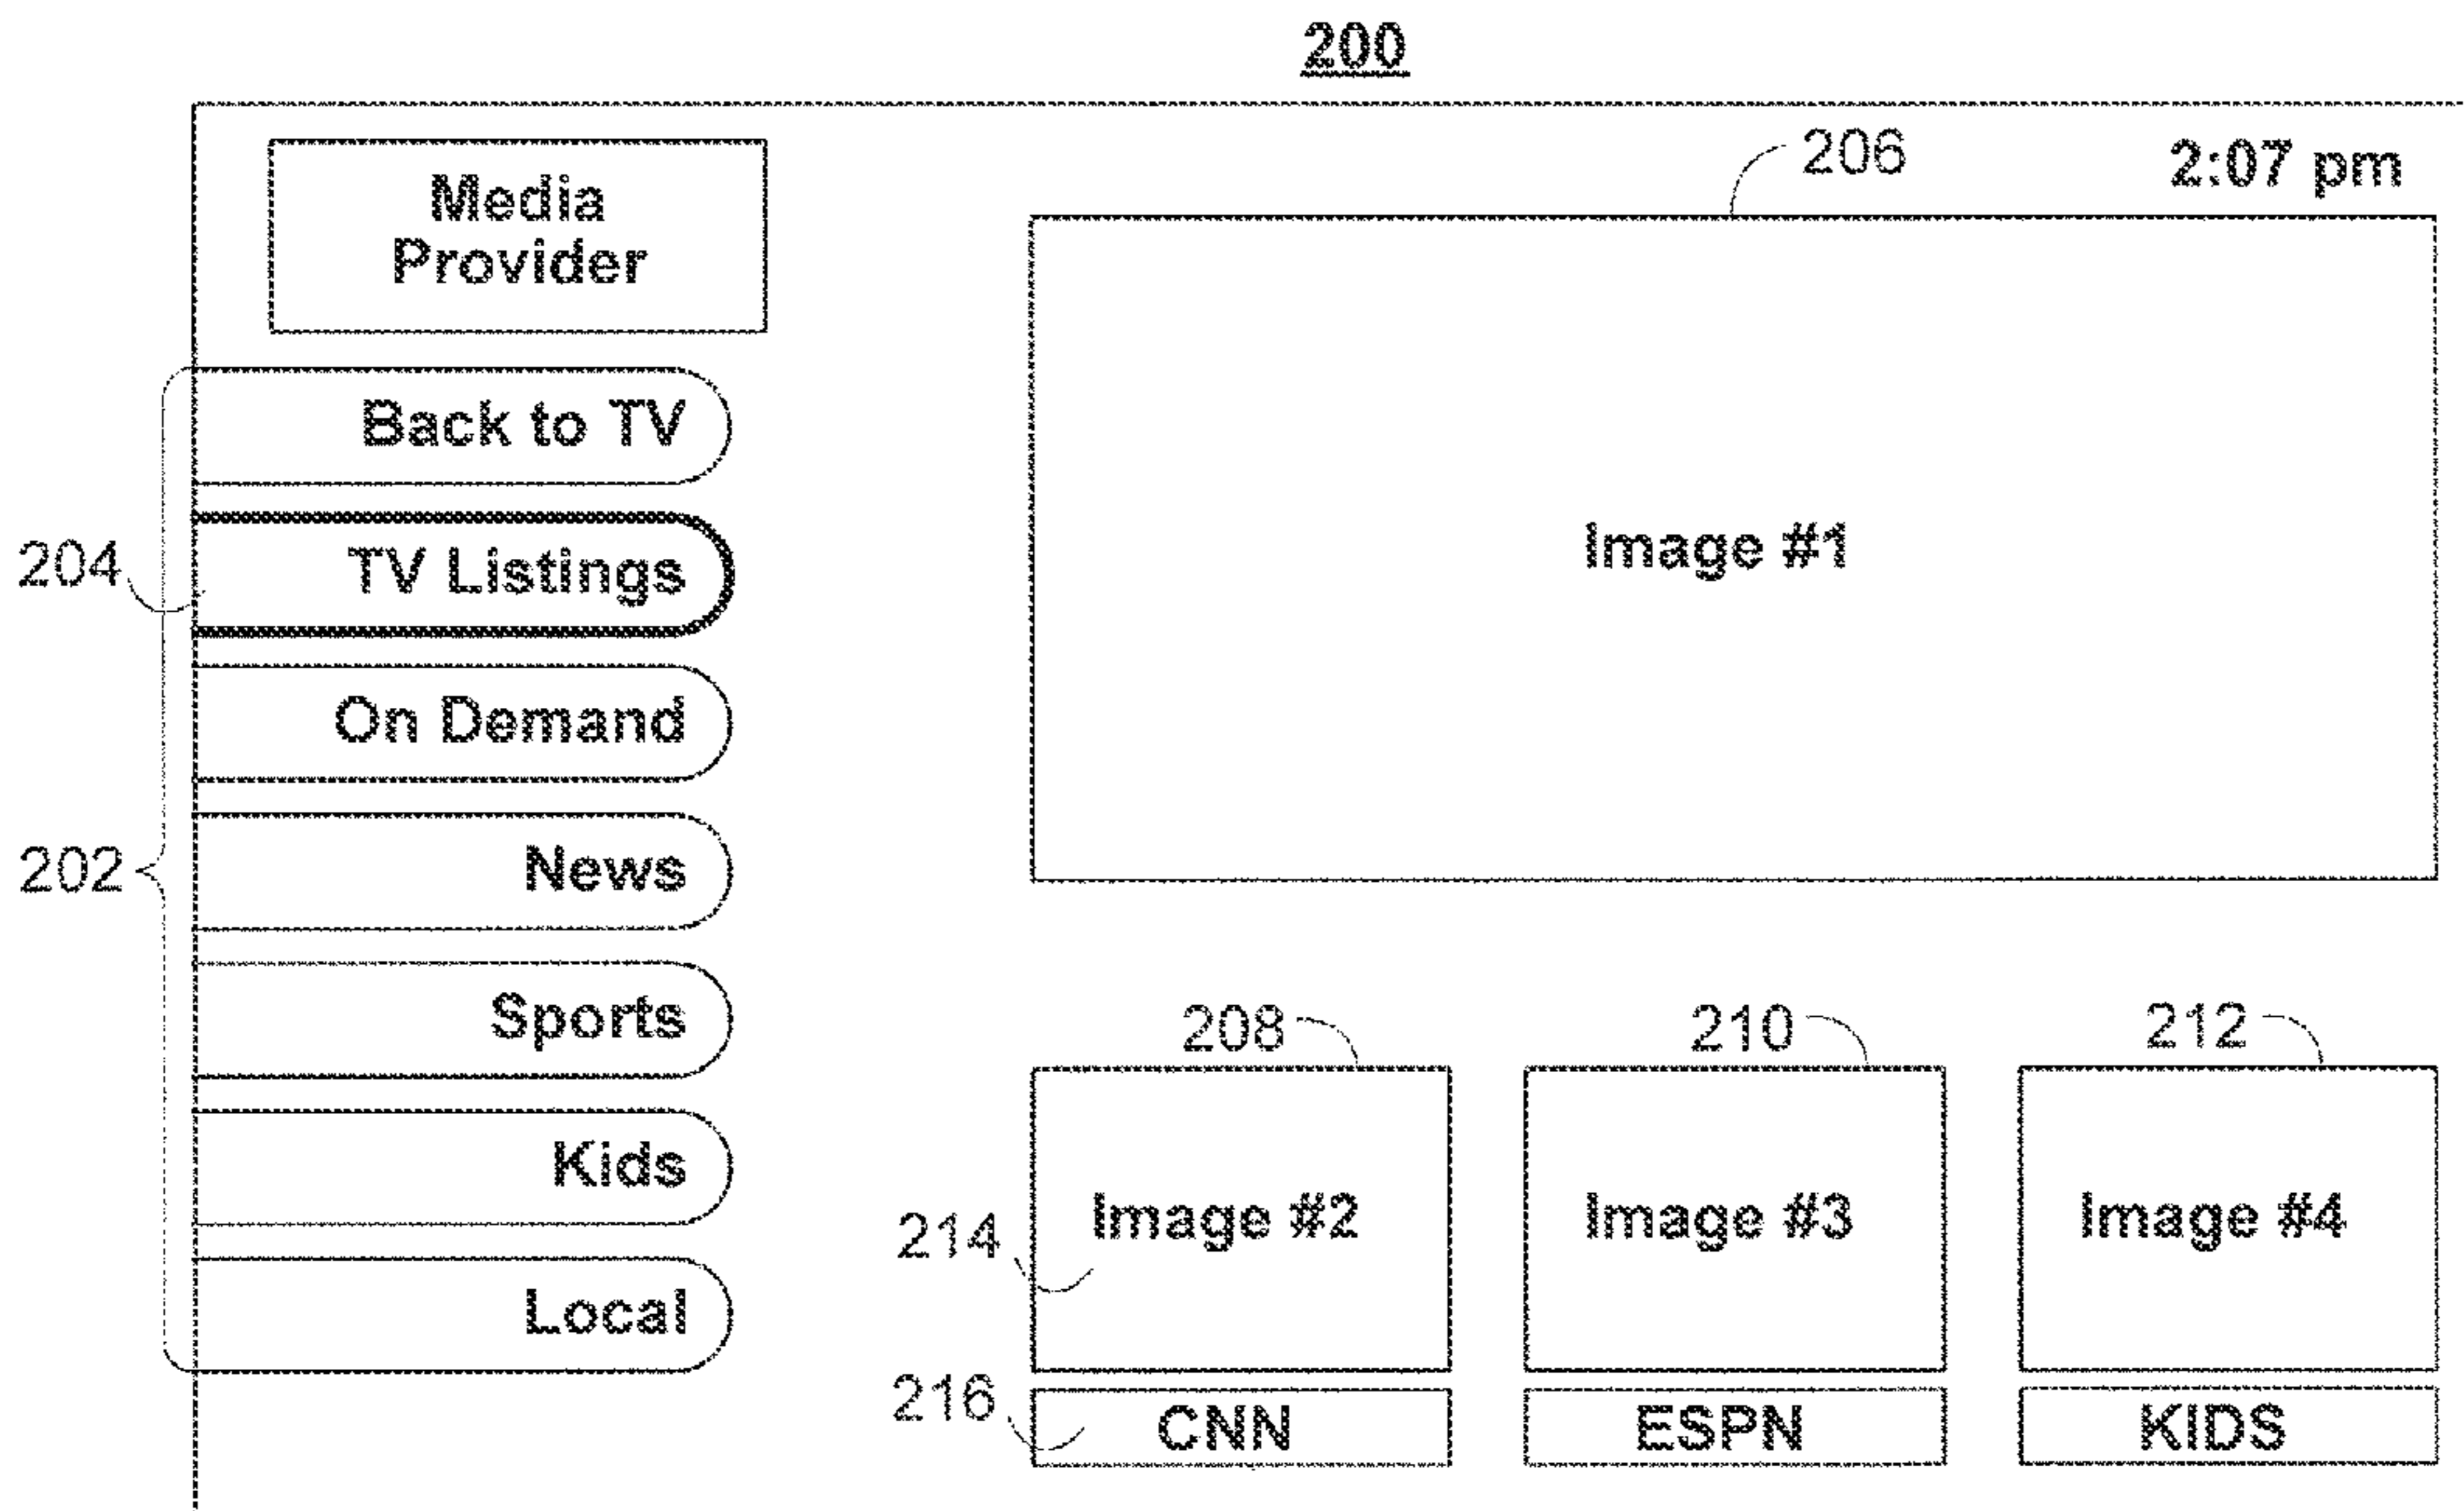 200
206
2:07 pm
Media
Provider
Back to TV
204
TV Listings
Image #1
On Demand
202
News
Sports
208
210
212
Kids
214
Image #2
Image #3
Image #4
Local
216
CNN
ESPN
KIDS